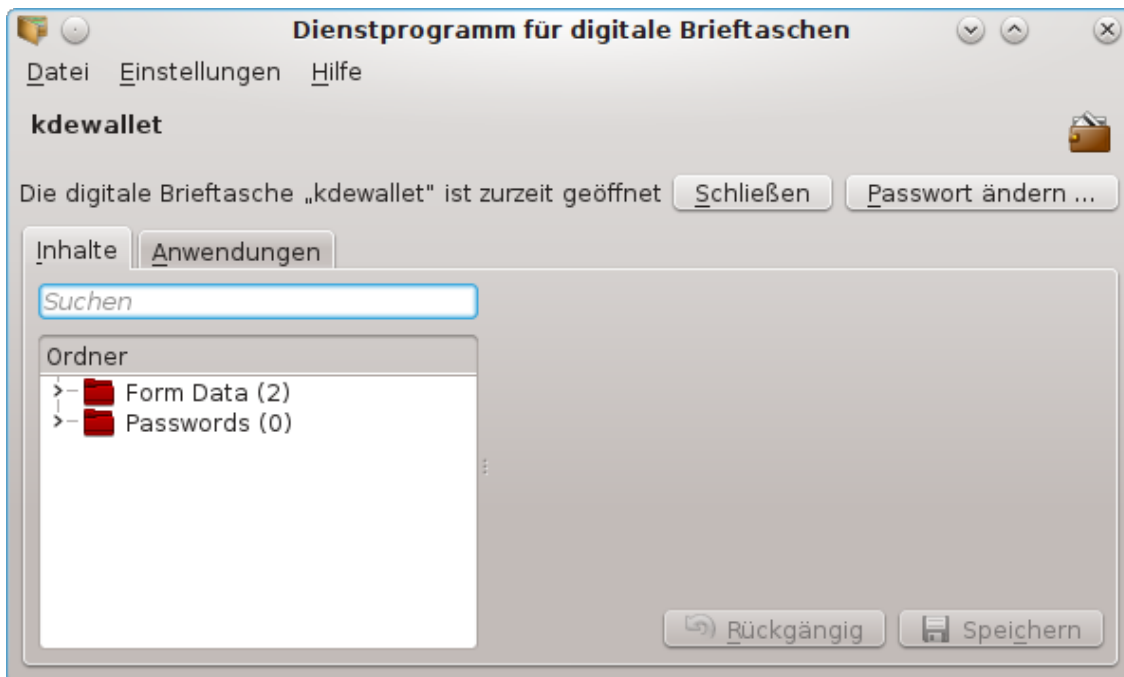 Dienstprogramm für digitale Brieftaschen
Datei Einstellungen Hilfe
kdewallet
Die digitale Brieftasche „kdewallet" ist zurzeit geöffnet Schließen Passwort ändern ...
Inhalte Anwendungen
Suchen
Ordner
Form Data (2)
Passwords (0)
Rückgängig Speichern